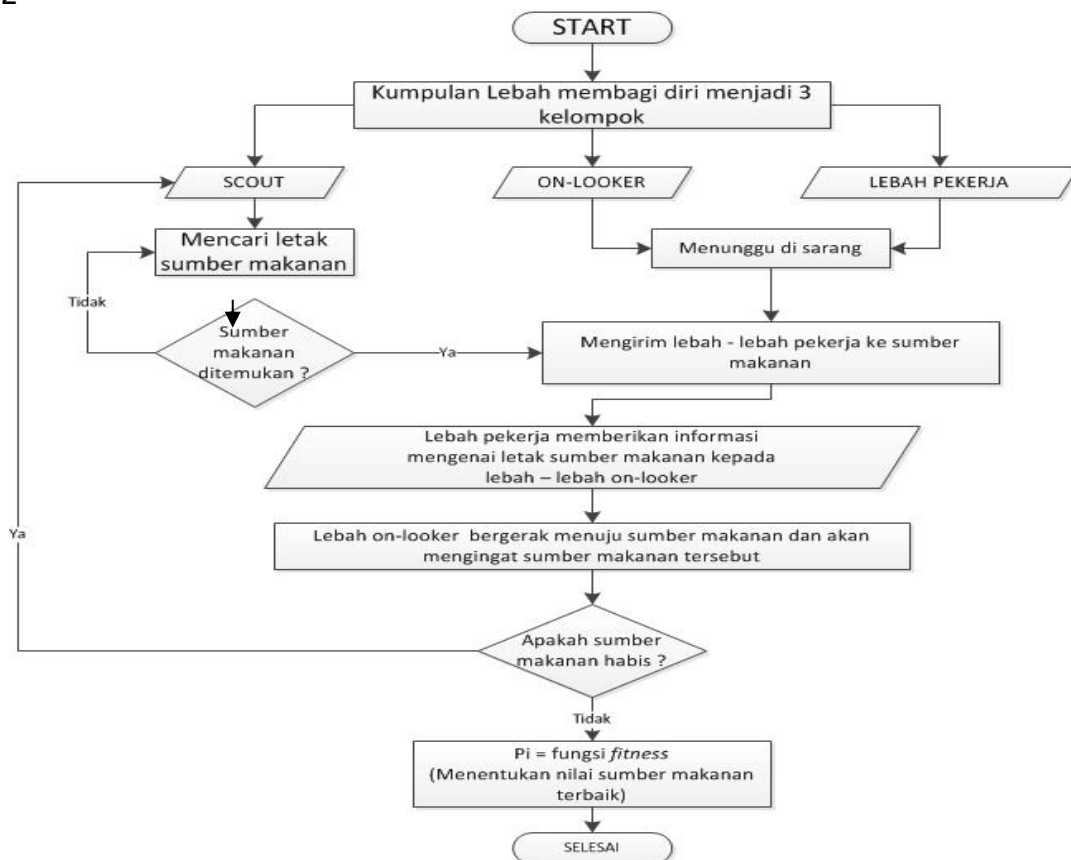 2
START
Kumpulan Lebah membagi diri menjadi 3
kelompok
SCOUT
ON-LOOKER
LEBAH PEKERJA
Mencari letak
sumber makanan
Menunggu di sarang
Tidak
Sumber
makanan
ditemukan ?
Ya
Mengirim lebah - lebah pekerja ke sumber
makanan
Lebah pekerja memberikan informasi
mengenai letak sumber makanan kepada
lebah – lebah on-looker
Ya
Lebah on-looker bergerak menuju sumber makanan dan akan
mengingat sumber makanan tersebut
Apakah sumber
makanan habis ?
Tidak
Pi = fungsi fitness
(Menentukan nilai sumber makanan
terbaik)
SELESAI